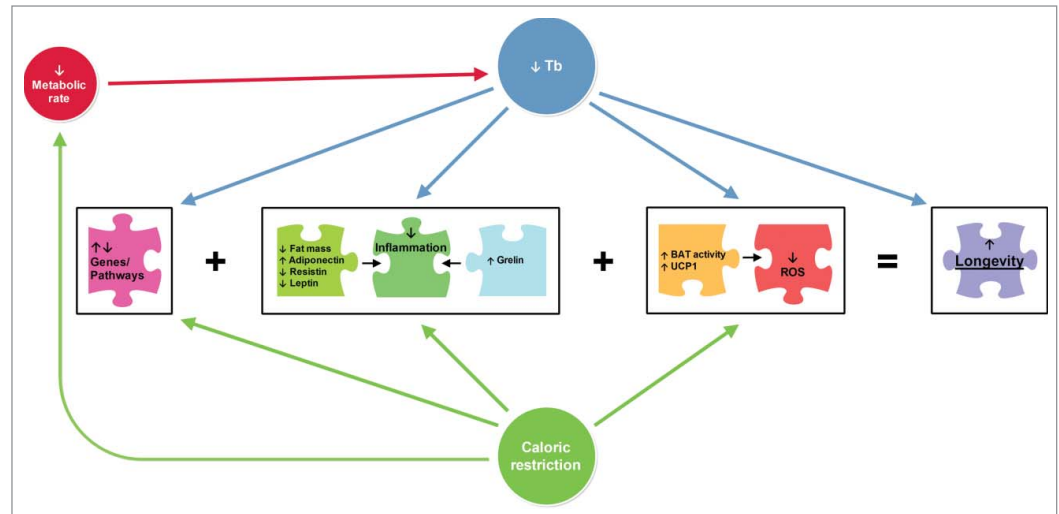 ↓
Metabolic
rate
↓ Tb
↑↓
Genes/
Pathways
+
↓ Fat mass
↑ Adiponectin
↓ Resistin
↓ Leptin
↓
Inflammation
↑ Grelin
+
↑ BAT activity
↑ UCP1
↓
ROS
=
↑
Longevity
Caloric
restriction